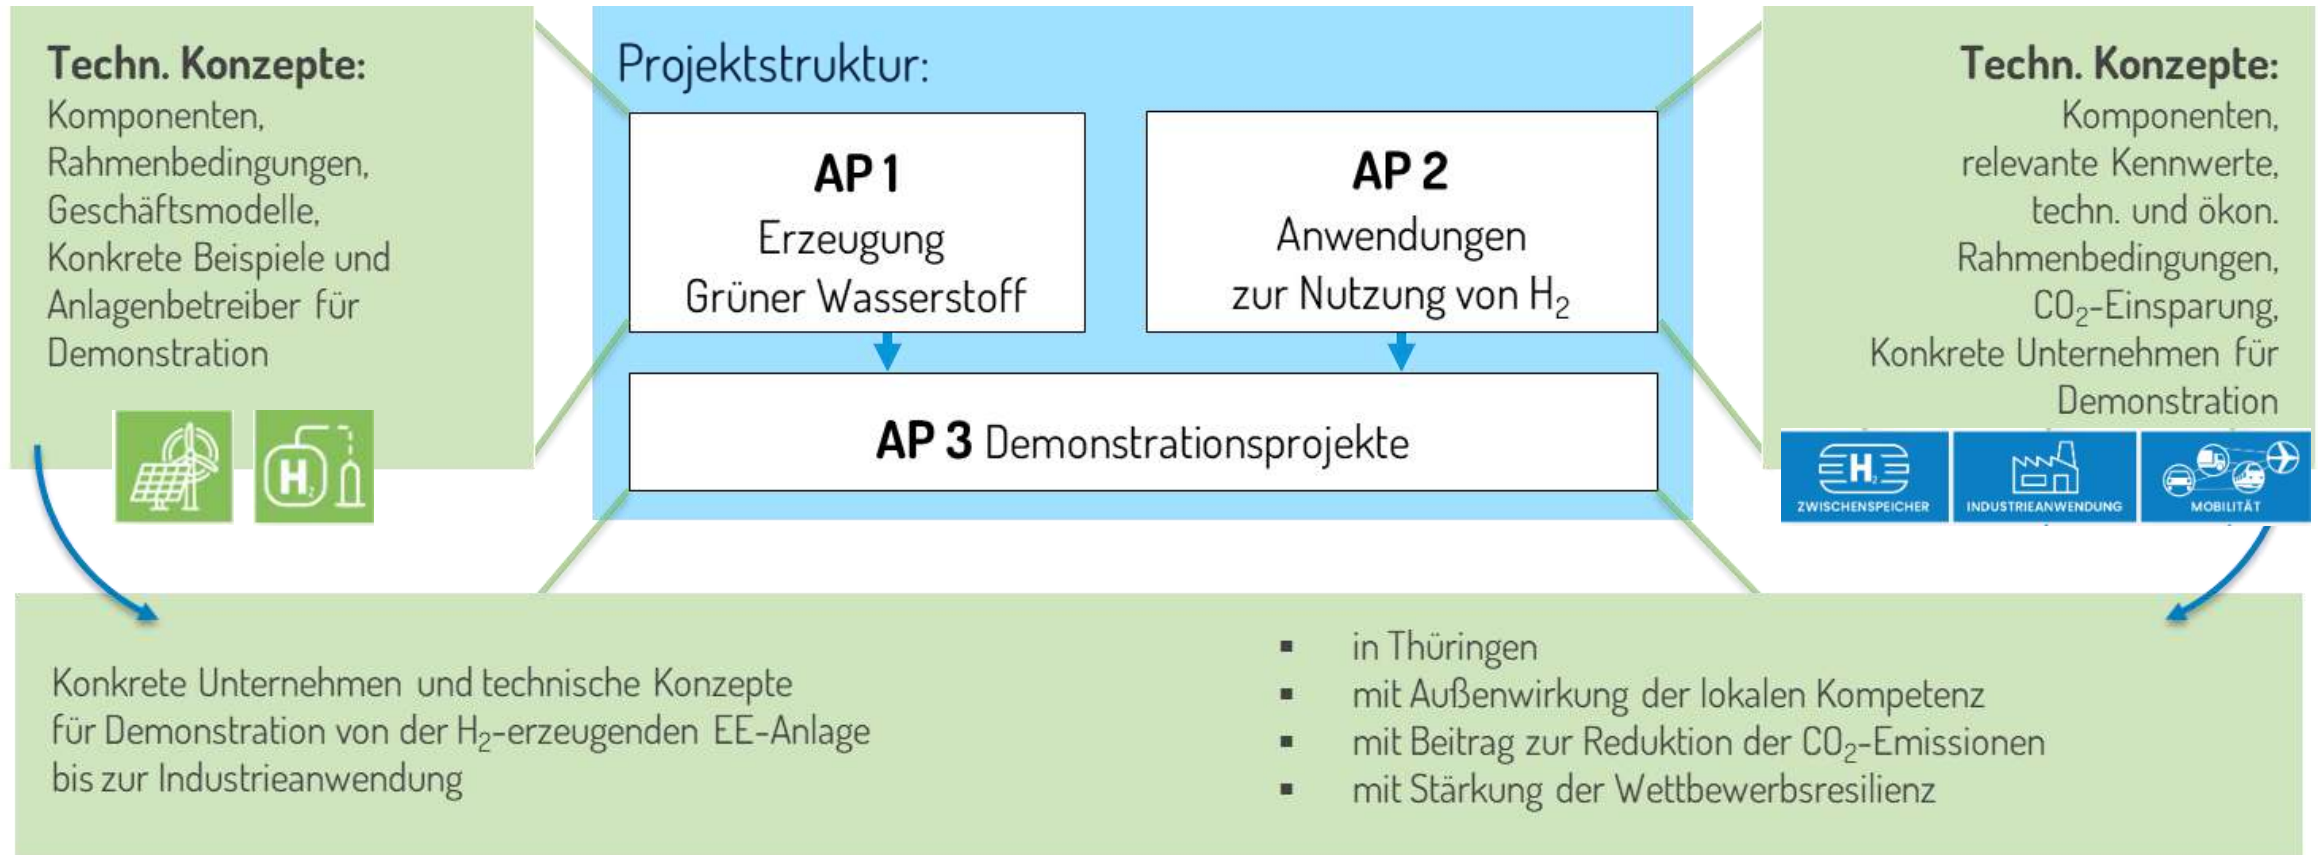 Techn. Konzepte:
Komponenten,
Rahmenbedingungen,
Geschäftsmodelle,
Konkrete Beispiele und
Anlagenbetreiber für
Demonstration
H₂
Projektstruktur:
AP 1
Erzeugung
Grüner Wasserstoff
AP 2
Anwendungen
zur Nutzung von H₂
AP 3 Demonstrationsprojekte
Techn. Konzepte:
Komponenten,
relevante Kennwerte,
techn. und ökon.
Rahmenbedingungen,
CO₂-Einsparung,
Konkrete Unternehmen für
Demonstration
H₂
ZWISCHENSPEICHER
INDUSTRIEANWENDUNG
MOBILITÄT
Konkrete Unternehmen und technische Konzepte
für Demonstration von der H₂-erzeugenden EE-Anlage
bis zur Industrieanwendung
▪ in Thüringen
▪ mit Außenwirkung der lokalen Kompetenz
▪ mit Beitrag zur Reduktion der CO₂-Emissionen
▪ mit Stärkung der Wettbewerbsresilienz